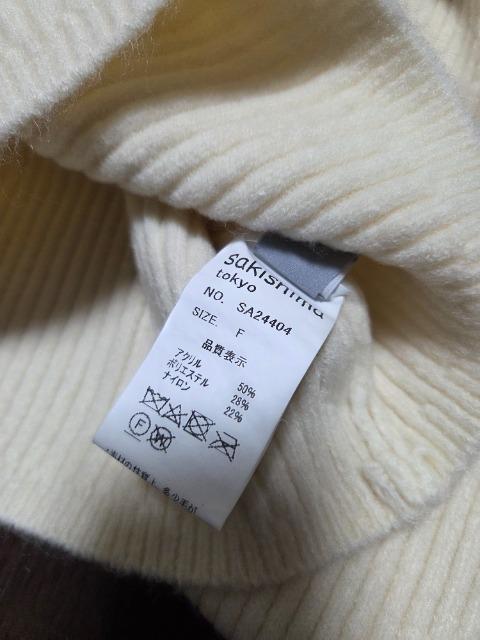 sakishima
tokyo
NO. SA24404
SIZE. F
品質表示
アクリル 50%
ポリエステル 28%
ナイロン 22%
F W